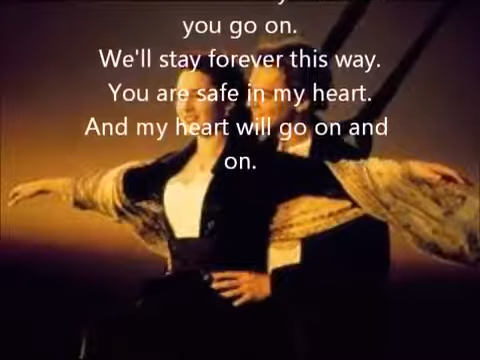 you go on.
We'll stay forever this way.
You are safe in my heart.
And my heart will go on and
on.